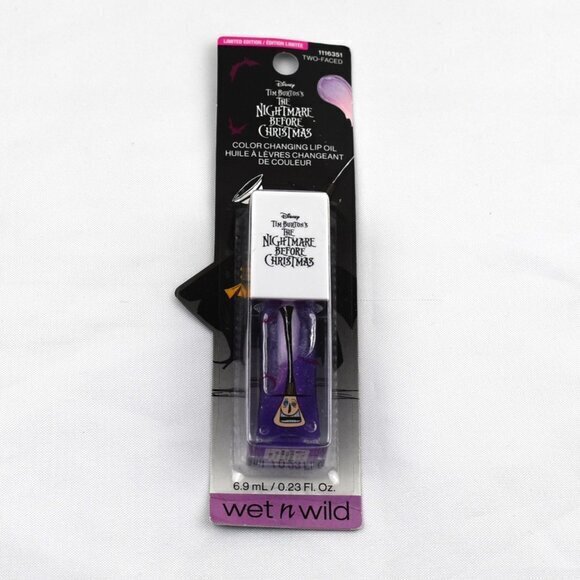 LIMITED EDITION / ÉDITION LIMITÉE
1116351
TWO-FACED
Disney
TIM BURTON'S
THE
NIGHTMARE
BEFORE
CHRISTMAS
COLOR CHANGING LIP OIL
HUILE À LÈVRES CHANGEANT
DE COULEUR
Disney
TIM BURTON'S
THE
NIGHTMARE
BEFORE
CHRISTMAS
6.9 mL / 0.23 Fl. Oz.
wet n wild